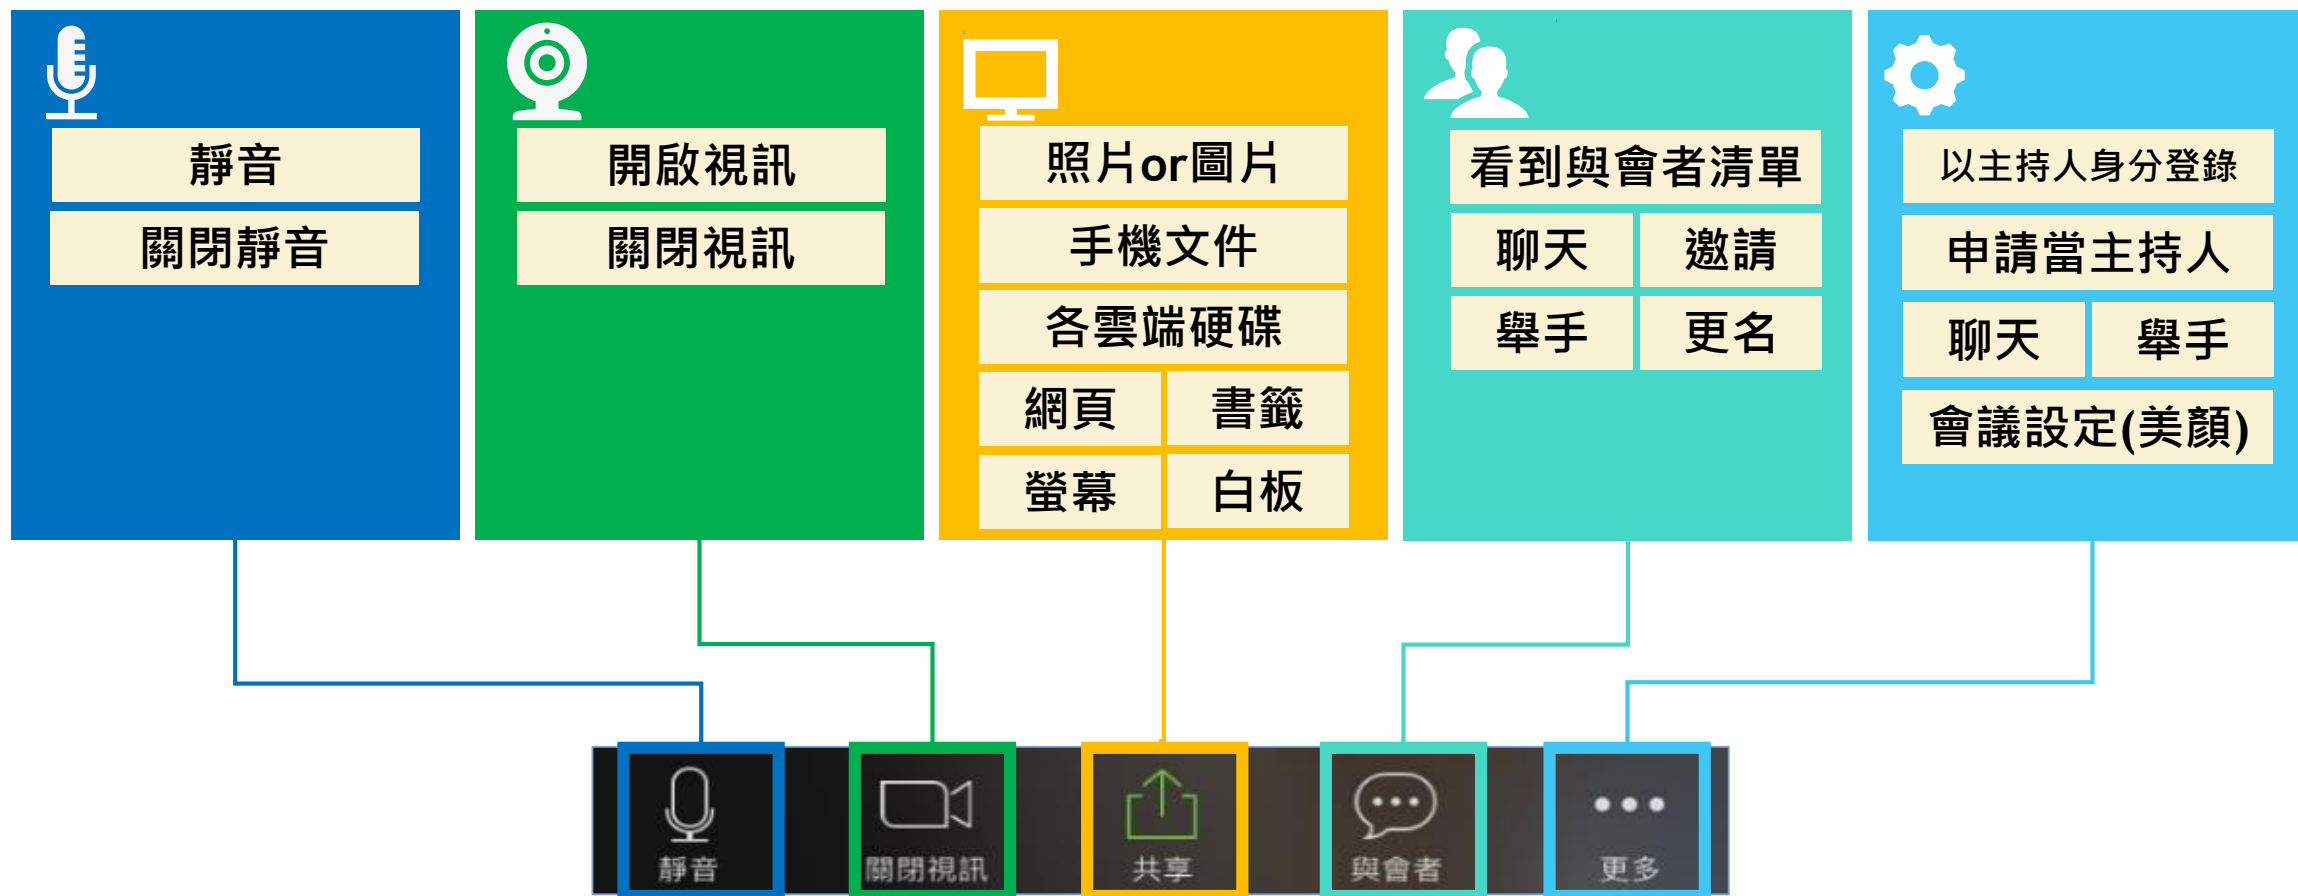 靜音
關閉靜音
開啟視訊
關閉視訊
照片or圖片
手機文件
各雲端硬碟
網頁 書籤
螢幕 白板
看到與會者清單
聊天 邀請
舉手 更名
以主持人身分登錄
申請當主持人
聊天 舉手
會議設定(美顏)
靜音 關閉視訊 共享 與會者 更多